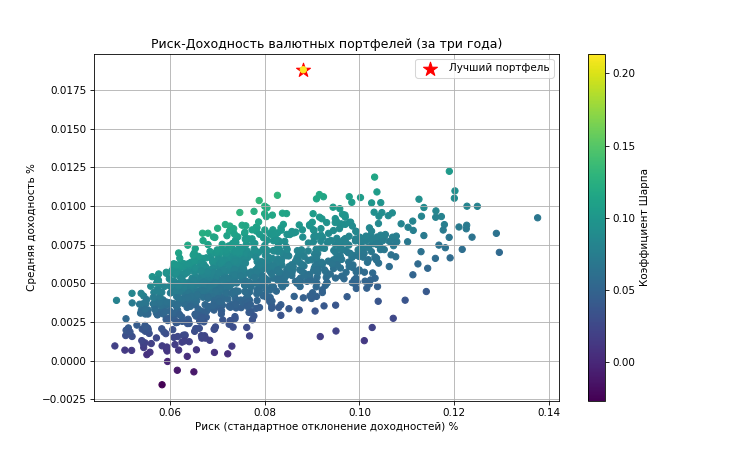 Риск-Доходность валютных портфелей (за три года)
Лучший портфель
Средняя доходность %
0.0175
0.0150
0.0125
0.0100
0.0075
0.0050
0.0025
0.0000
−0.0025
0.06 0.08 0.10 0.12 0.14
Риск (стандартное отклонение доходностей) %
0.20
0.15
0.10
0.05
0.00
Коэффициент Шарпа